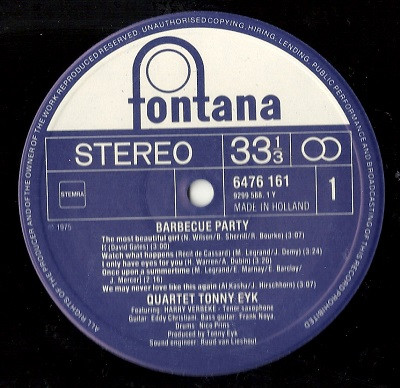 ALL RIGHTS OF THE PRODUCER AND OF THE OWNER OF THE WORK REPRODUCED RESERVED. UNAUTHORISED COPYING, HIRING, LENDING, PUBLIC PERFORMANCE AND BROADCASTING OF THIS RECORD PROHIBITED
fontana
STEREO
33 1/3
STEMRA
6476 161
9299 588.1Y
MADE IN HOLLAND
1
℗ 1975
BARBECUE PARTY
The most beautiful girl (N. Wilson/B. Sherrill/R. Bourke) (3:07)
If (David Gates) (3:00)
Watch what happens (Recit de Cassard) (M. Legrand/J. Demy) (3:24)
I only have eyes for you (H. Warren/A. Dubin) (3:20)
Once upon a summertime (M. Legrand/E. Marnay/E. Barclay/
J. Mercer) (2:15)
We may never love like this again (Al Kasha/J. Hirschhorn) (3:07)
QUARTET TONNY EYK
Featuring: HARRY VERBEKE - Tenor saxophone
Guitar: Eddy Christiani. Bass guitar: Frank Noya.
Drums: Nico Prins
Produced by Tonny Eyk
Sound engineer: Ruud van Lieshout